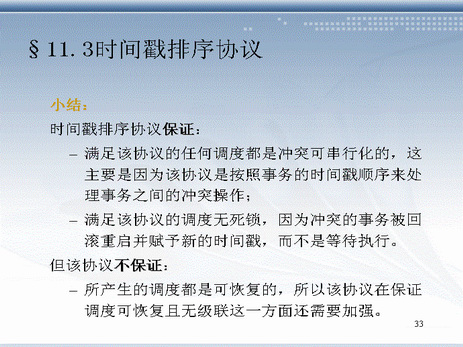 §11.3时间戳排序协议
小结：
时间戳排序协议保证：
– 满足该协议的任何调度都是冲突可串行化的，这
主要是因为该协议是按照事务的时间戳顺序来处
理事务之间的冲突操作；
– 满足该协议的调度无死锁，因为冲突的事务被回
滚重启并赋予新的时间戳，而不是等待执行。
但该协议不保证：
– 所产生的调度都是可恢复的，所以该协议在保证
调度可恢复且无级联这一方面还需要加强。
33